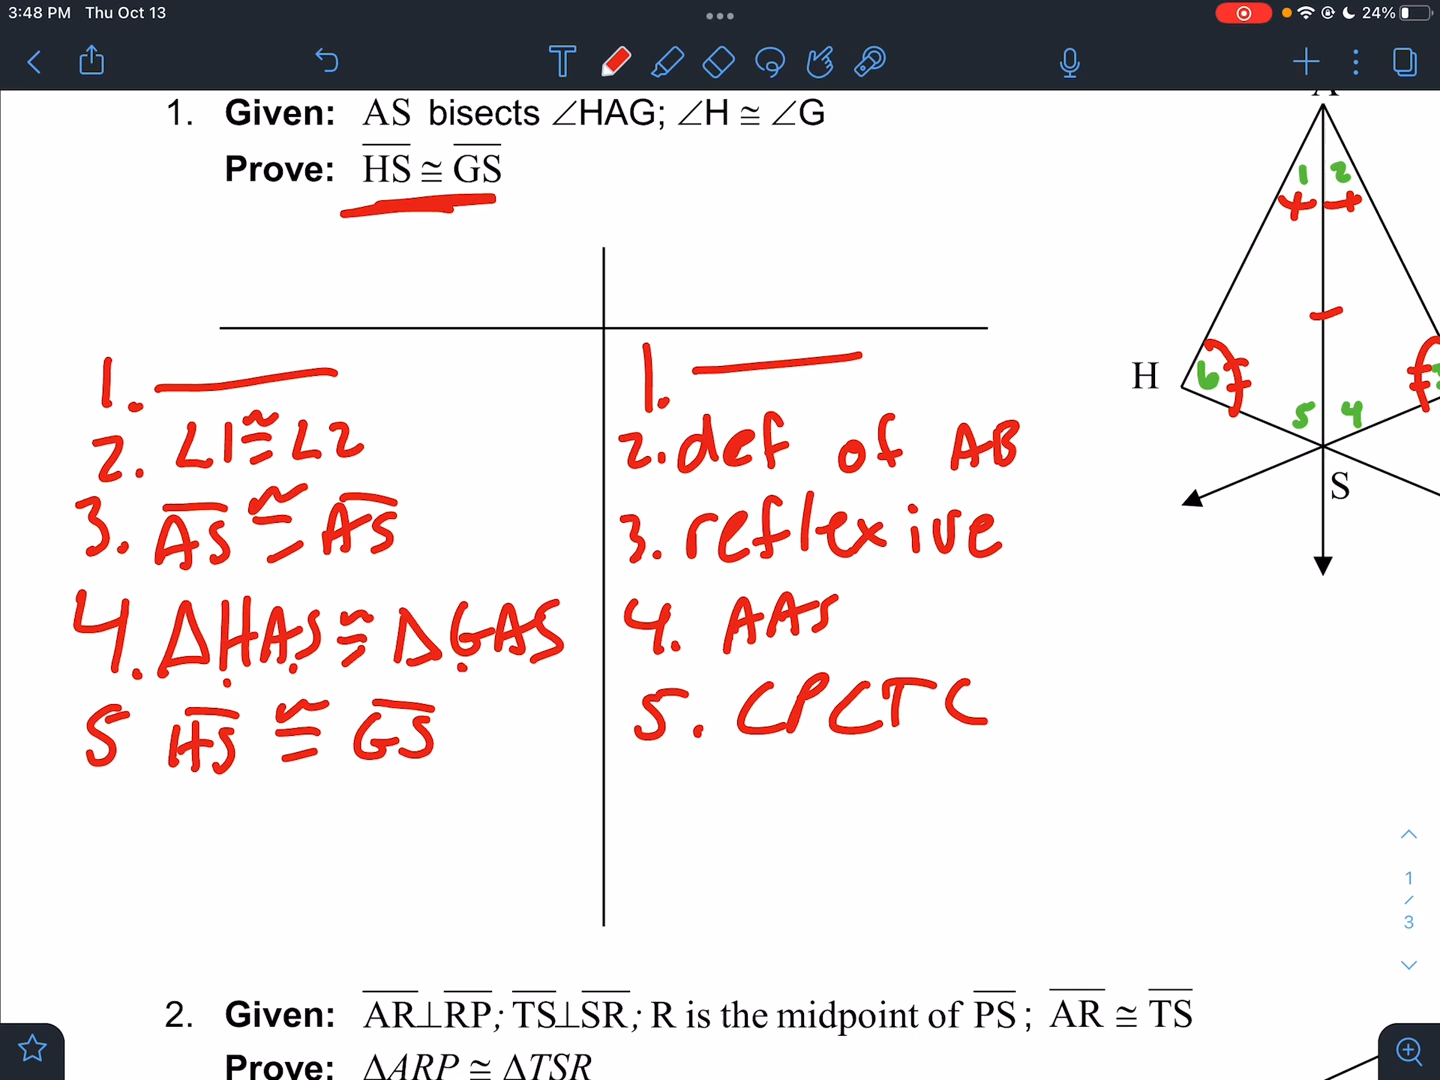 3:48 PM Thu Oct 13
24%
1. Given: AS bisects ∠HAG; ∠H ≅ ∠G
Prove: HS ≅ GS
A
1 2
H
6
5 4
S
1. 1.
2. ∠1 ≅ ∠2 2. def of AB
3. AS ≅ AS 3. reflexive
4. ΔHAS ≅ ΔGAS 4. AAS
5 HS ≅ GS 5. CPCTC
1
/
3
2. Given: AR⊥RP; TS⊥SR; R is the midpoint of PS; AR ≅ TS
Prove: ΔARP ≅ ΔTSR